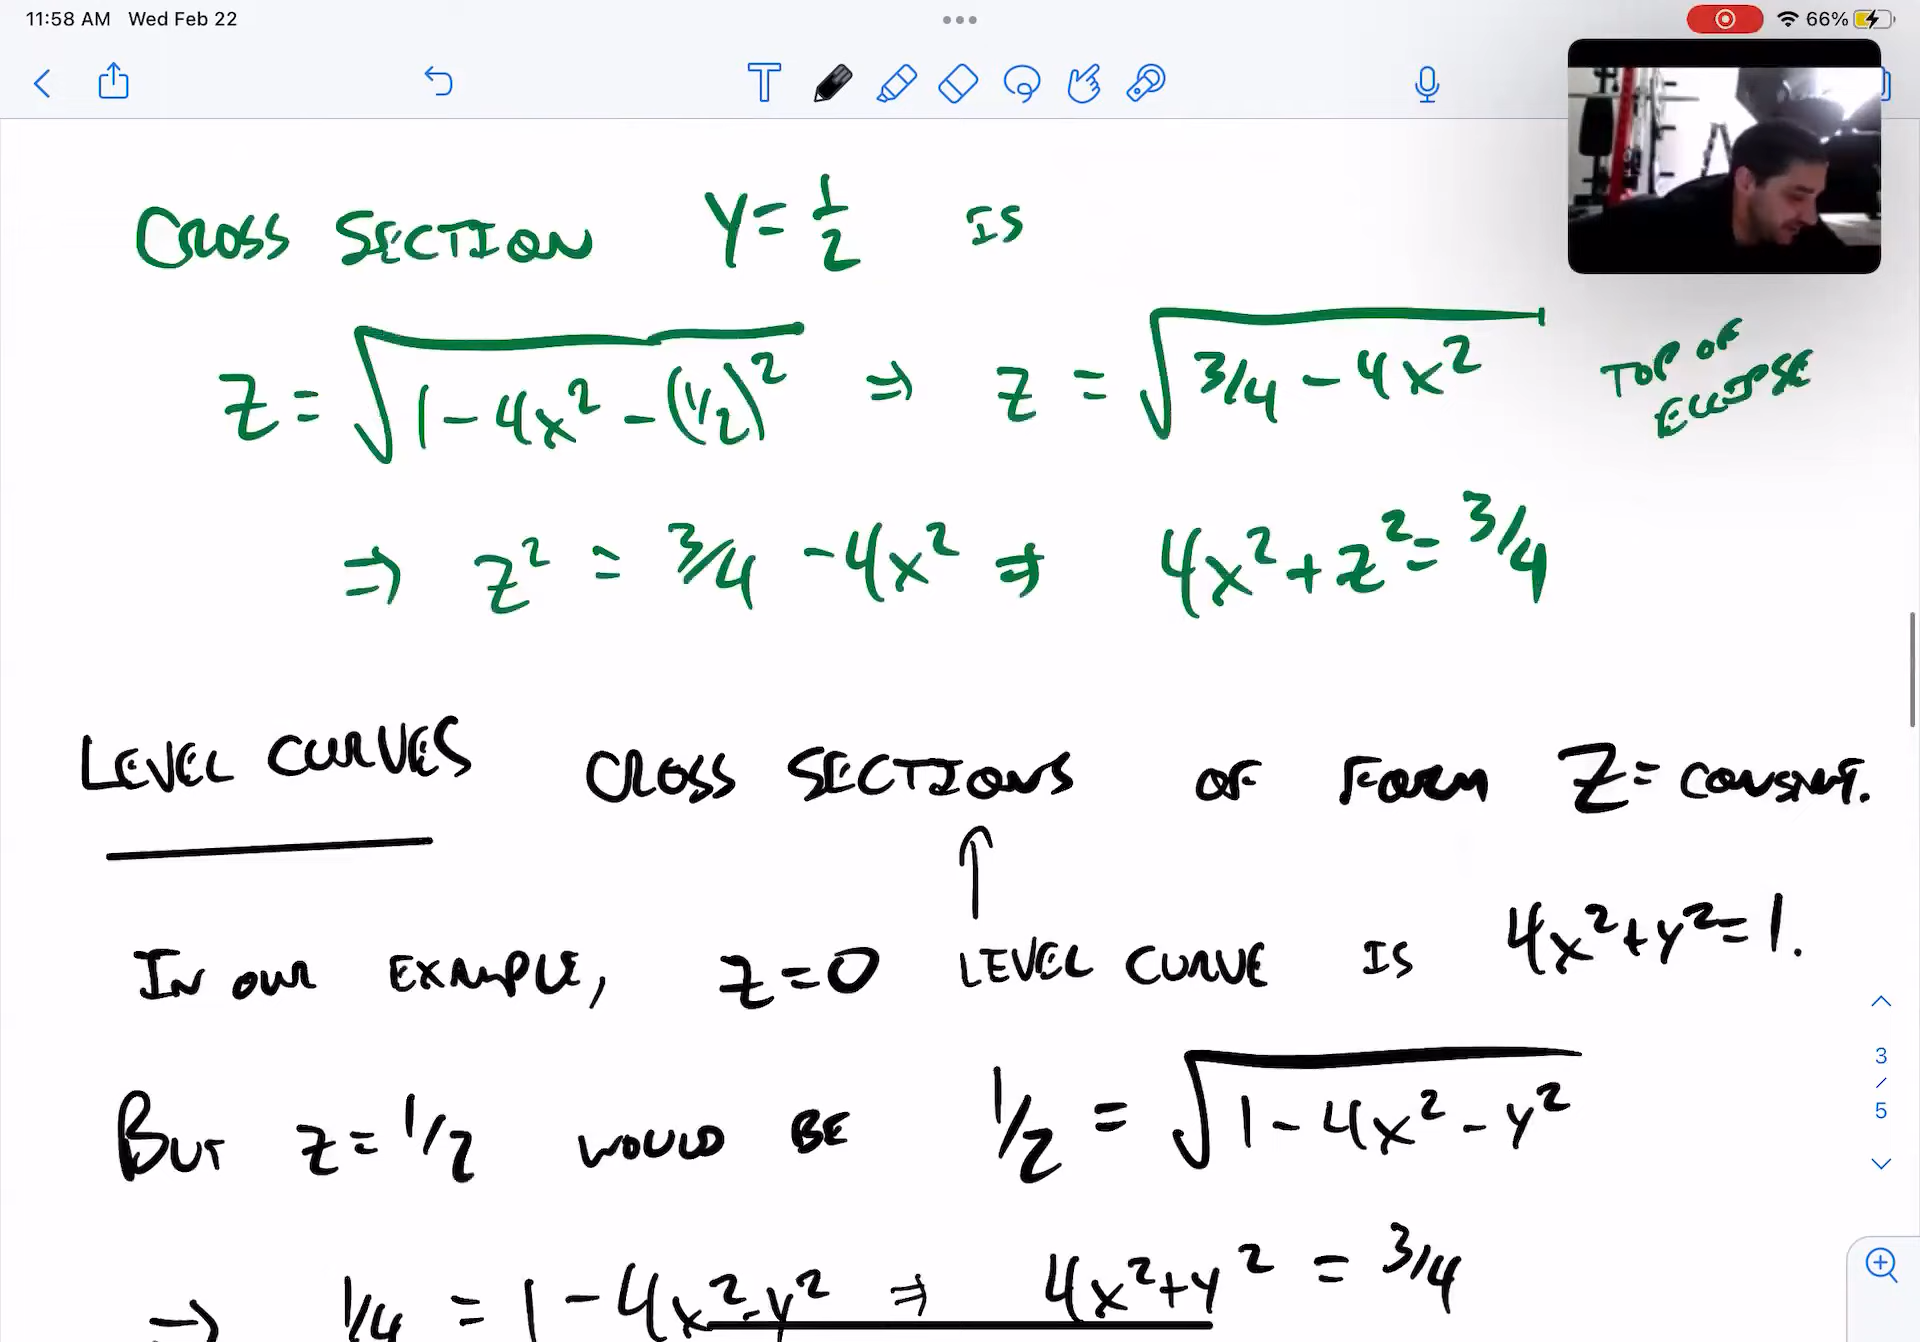 11:58 AM Wed Feb 22
66%
T
CROSS SECTION Y = 1/2 IS
Z = √(1 - 4x² - (1/2)²) ⇒ Z = √(3/4 - 4x²)
TOP OF
ELLIPSE
⇒ z² = 3/4 - 4x² ⇒ 4x² + z² = 3/4
LEVEL CURVES CROSS SECTIONS OF FORM Z = CONSTANT.
↑
IN OUR EXAMPLE, Z = 0 LEVEL CURVE IS 4x² + y² = 1.
BUT Z = 1/2 WOULD BE 1/2 = √(1 - 4x² - y²)
⇒ 1/4 = 1 - 4x² - y² ⇒ 4x² + y² = 3/4
3
/
5